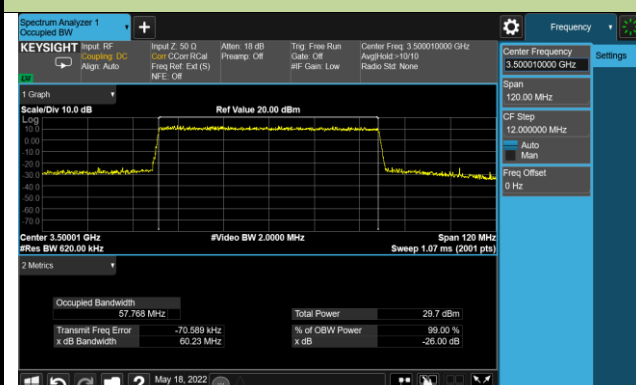 Spectrum Analyzer 1
Occupied BW
Frequency
KEYSIGHT
Input: RF
Coupling: DC
Align: Auto
Input Z: 50 Ω
Corr CCorr RCal
Freq Ref: Ext (S)
NFE: Off
Atten: 18 dB
Preamp: Off
Trig: Free Run
Gate: Off
#IF Gain: Low
Center Freq: 3.500010000 GHz
Avg|Hold:>10/10
Radio Std: None
Center Frequency
3.500010000 GHz
Settings
Span
120.00 MHz
CF Step
12.000000 MHz
Auto
Man
Freq Offset
0 Hz
1 Graph
Scale/Div 10.0 dB
Ref Value 20.00 dBm
Log
10.0
0.00
-10.0
-20.0
-30.0
-40.0
-50.0
-60.0
-70.0
Center 3.50001 GHz
#Video BW 2.0000 MHz
Span 120 MHz
#Res BW 620.00 kHz
Sweep 1.07 ms (2001 pts)
2 Metrics
Occupied Bandwidth
57.768 MHz
Total Power 29.7 dBm
Transmit Freq Error -70.589 kHz
% of OBW Power 99.00 %
x dB Bandwidth 60.23 MHz
x dB -26.00 dB
May 18, 2022